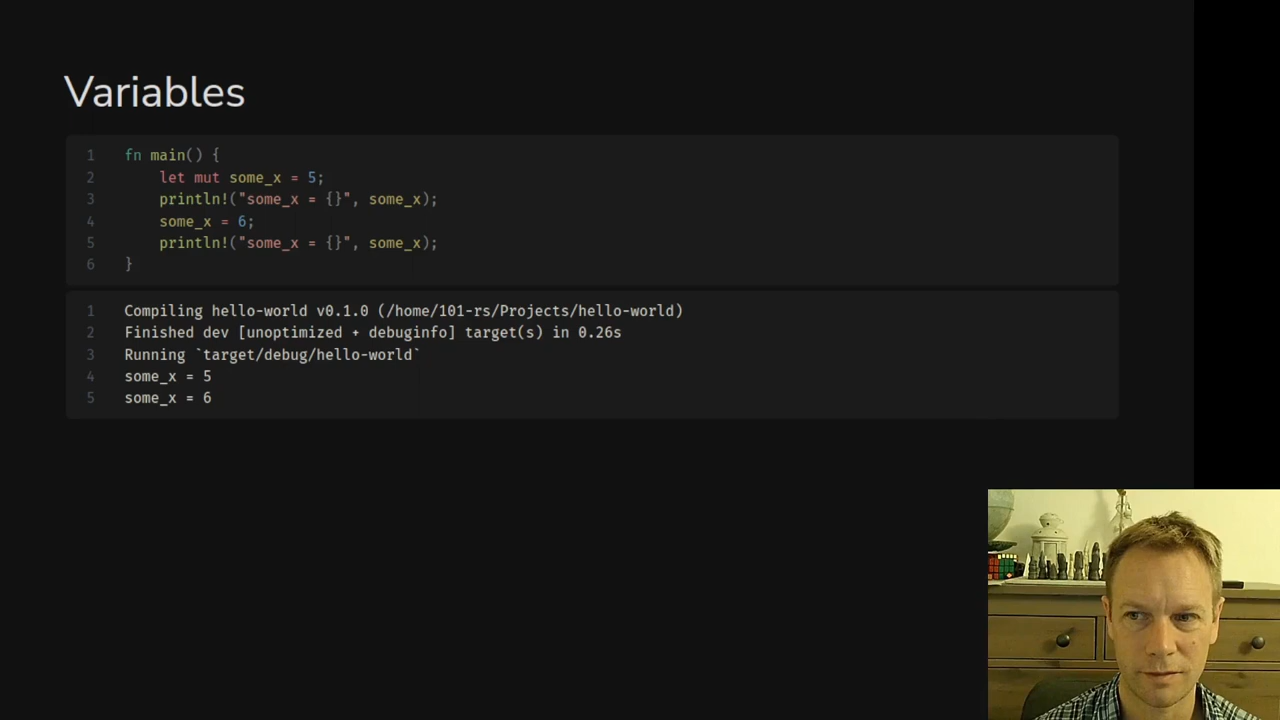 Variables
1 fn main() {
2     let mut some_x = 5;
3     println!("some_x = {}", some_x);
4     some_x = 6;
5     println!("some_x = {}", some_x);
6 }
1 Compiling hello-world v0.1.0 (/home/101-rs/Projects/hello-world)
2 Finished dev [unoptimized + debuginfo] target(s) in 0.26s
3 Running `target/debug/hello-world`
4 some_x = 5
5 some_x = 6